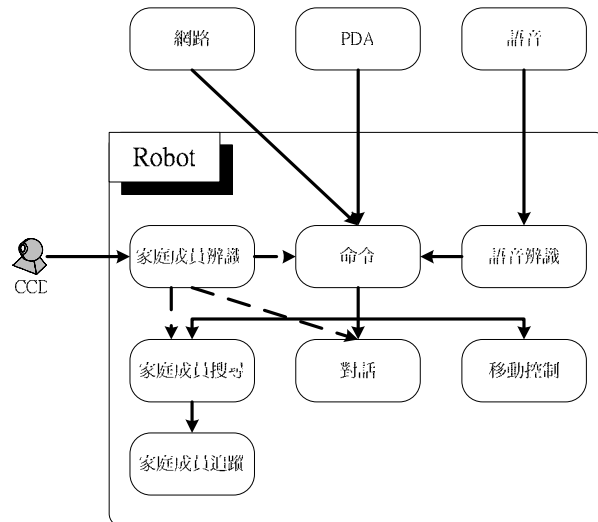 網路
PDA
語音
Robot
CCD
家庭成員辨識
命令
語音辨識
家庭成員搜尋
對話
移動控制
家庭成員追蹤